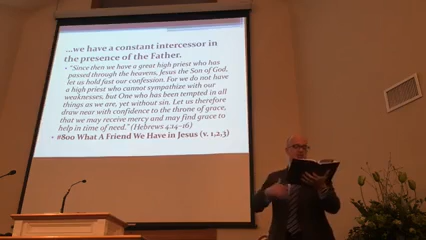 ...we have a constant intercessor in
the presence of the Father.
• "Since then we have a great high priest who has
passed through the heavens, Jesus the Son of God,
let us hold fast our confession. For we do not have
a high priest who cannot sympathize with our
weaknesses, but One who has been tempted in all
things as we are, yet without sin. Let us therefore
draw near with confidence to the throne of grace,
that we may receive mercy and may find grace to
help in time of need." (Hebrews 4:14-16)
• #800 What A Friend We Have in Jesus (v. 1,2,3)